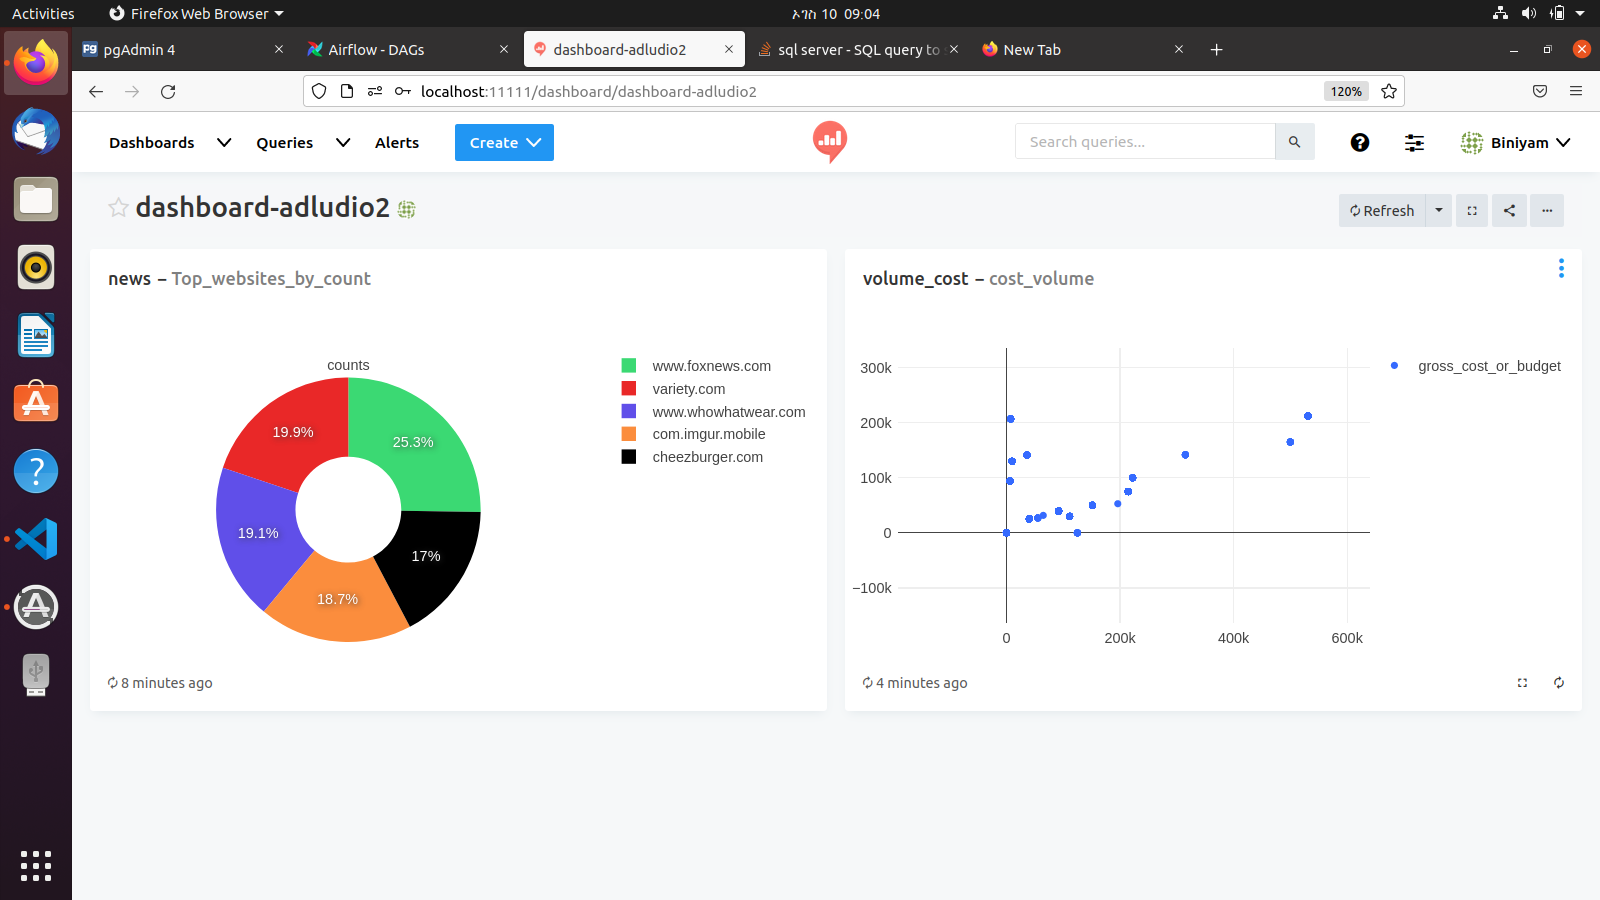 Activities
Firefox Web Browser
ኦገስ 10 09:04
pgAdmin 4
Airflow - DAGs
dashboard-adludio2
sql server - SQL query to
New Tab
localhost:11111/dashboard/dashboard-adludio2
120%
Dashboards
Queries
Alerts
Create
Search queries...
Biniyam
dashboard-adludio2
Refresh
news – Top_websites_by_count
counts
19.9%
25.3%
19.1%
17%
18.7%
www.foxnews.com
variety.com
www.whowhatwear.com
com.imgur.mobile
cheezburger.com
8 minutes ago
volume_cost – cost_volume
300k
200k
100k
0
−100k
0
200k
400k
600k
gross_cost_or_budget
4 minutes ago